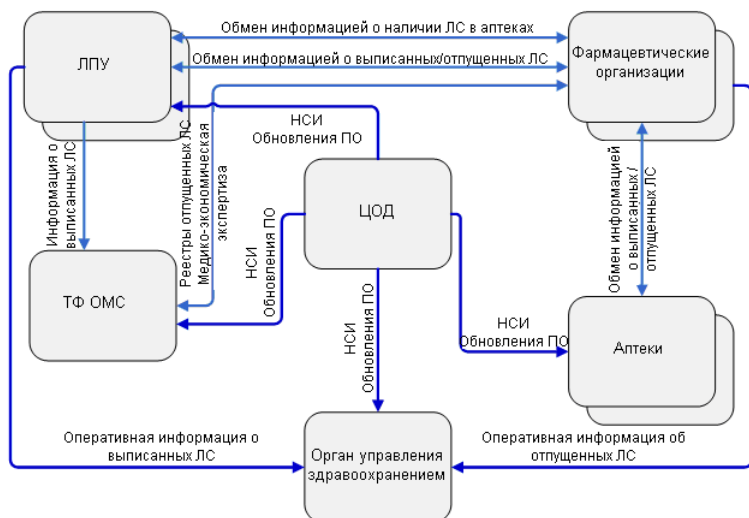 Обмен информацией о наличии ЛС в аптеках
ЛПУ
Обмен информацией о выписанных/отпущенных ЛС
Фармацевтические
организации
НСИ
Обновления ПО
Информация о
выписанных ЛС
Реестры отпущенных ЛС
Медико-экономическая
экспертиза
ЦОД
Обмен информацией
о выписанных /
отпущенных ЛС
ТФ ОМС
НСИ
Обновления ПО
НСИ
Обновления ПО
НСИ
Обновления ПО
Аптеки
Оперативная информация о
выписанных ЛС
Орган управления
здравоохранением
Оперативная информация об
отпущенных ЛС